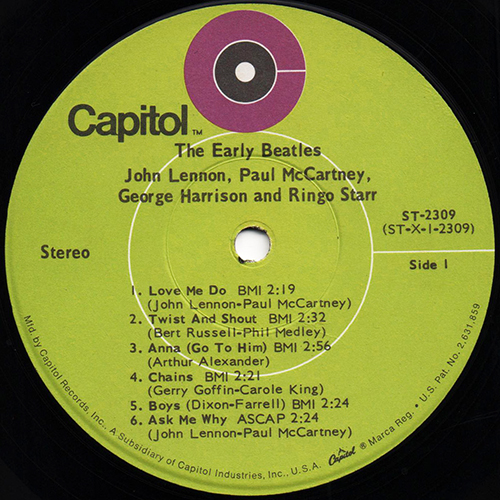 Capitol™
The Early Beatles
John Lennon, Paul McCartney,
George Harrison and Ringo Starr
ST-2309
(ST-X-1-2309)
Stereo
Side 1
1. Love Me Do BMI 2:19
(John Lennon-Paul McCartney)
2. Twist And Shout BMI 2:32
(Bert Russell-Phil Medley)
3. Anna (Go To Him) BMI 2:56
(Arthur Alexander)
4. Chains BMI 2:21
(Gerry Goffin-Carole King)
5. Boys (Dixon-Farrell) BMI 2:24
6. Ask Me Why ASCAP 2:24
(John Lennon-Paul McCartney)
Mfd. by Capitol Records, Inc., A Subsidiary of Capitol Industries, Inc., U.S.A. Capitol ® Marca Reg. • U.S. Pat. No. 2,631,859